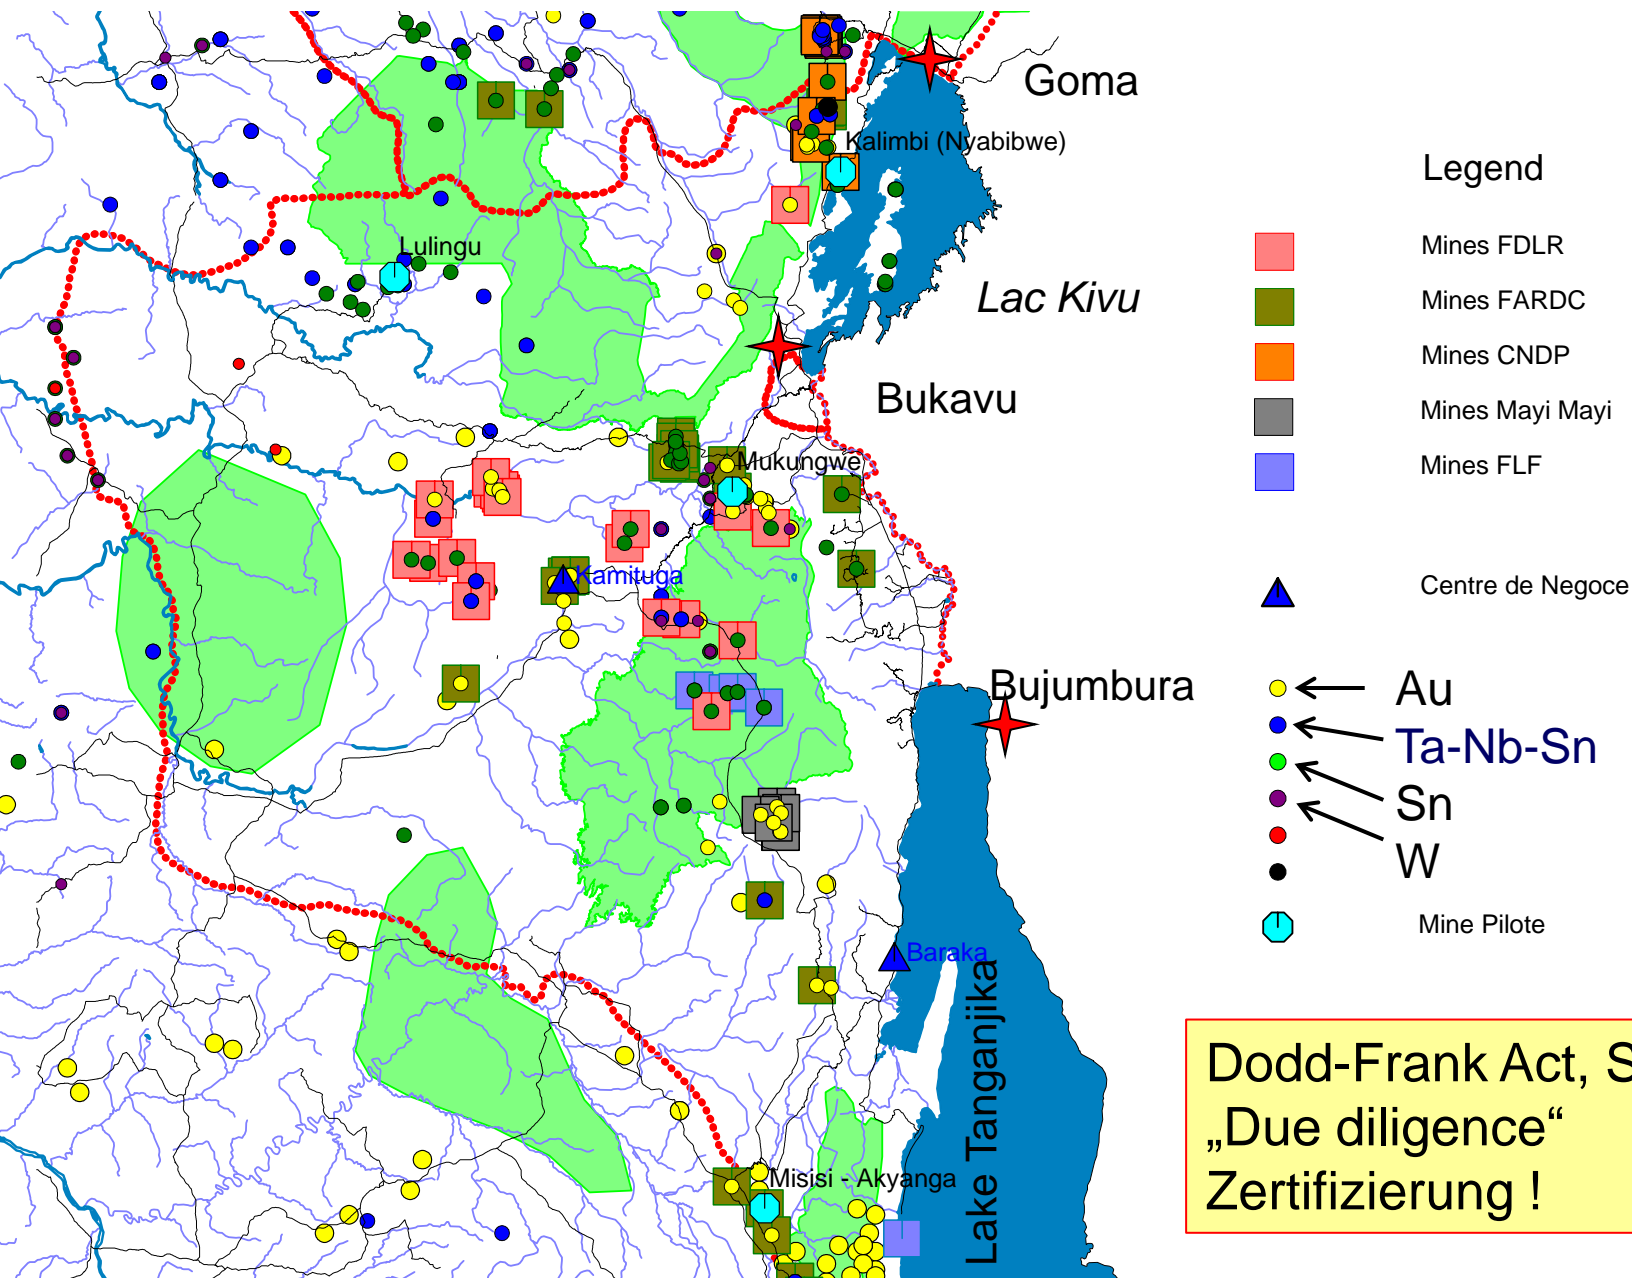 Goma
Kalimbi (Nyabibwe)
Lulingu
Lac Kivu
Bukavu
Mukungwe
Kamituga
Bujumbura
Baraka
Lake Tanganjika
Misisi - Akyanga
Legend
Mines FDLR
Mines FARDC
Mines CNDP
Mines Mayi Mayi
Mines FLF
Centre de Negoce
Au
Ta-Nb-Sn
Sn
W
Mine Pilote
Dodd-Frank Act, S
„Due diligence“
Zertifizierung !